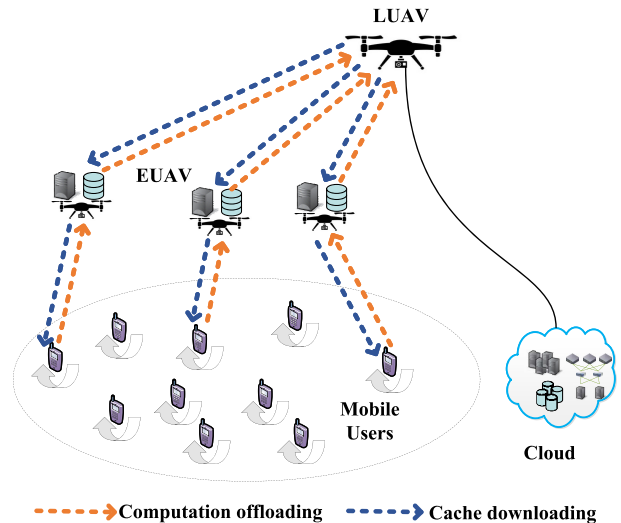 LUAV
EUAV
Mobile
Users
Cloud
Computation offloading
Cache downloading